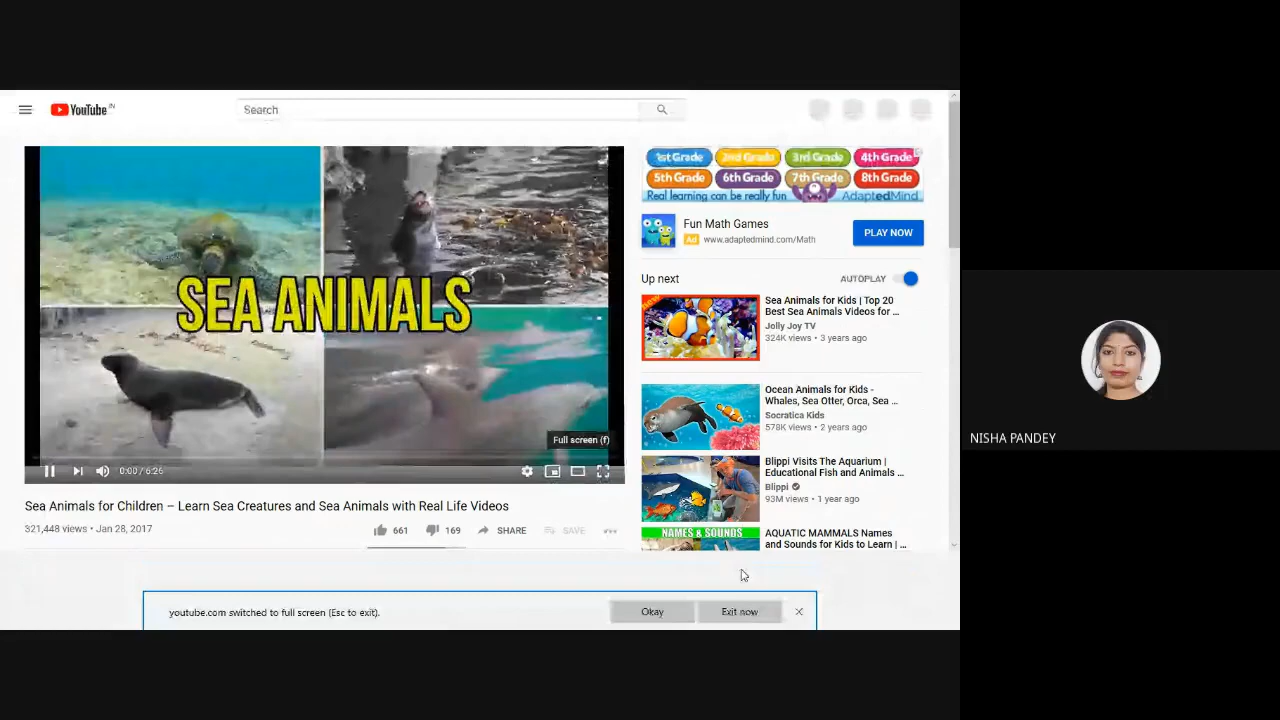 YouTube IN
Search
SEA ANIMALS
Full screen (f)
0:00 / 6:26
Sea Animals for Children – Learn Sea Creatures and Sea Animals with Real Life Videos
321,448 views • Jan 28, 2017
661
169
SHARE
SAVE
1st Grade 2nd Grade 3rd Grade 4th Grade
5th Grade 6th Grade 7th Grade 8th Grade
Real learning can be really fun AdaptedMind
Fun Math Games
Ad www.adaptedmind.com/Math
PLAY NOW
Up next
AUTOPLAY
Sea Animals for Kids | Top 20
Best Sea Animals Videos for ...
Jolly Joy TV
324K views • 3 years ago
Ocean Animals for Kids -
Whales, Sea Otter, Orca, Sea ...
Socratica Kids
578K views • 2 years ago
Blippi Visits The Aquarium |
Educational Fish and Animals ...
Blippi
93M views • 1 year ago
NAMES & SOUNDS
AQUATIC MAMMALS Names
and Sounds for Kids to Learn | ...
youtube.com switched to full screen (Esc to exit).
Okay
Exit now
NISHA PANDEY